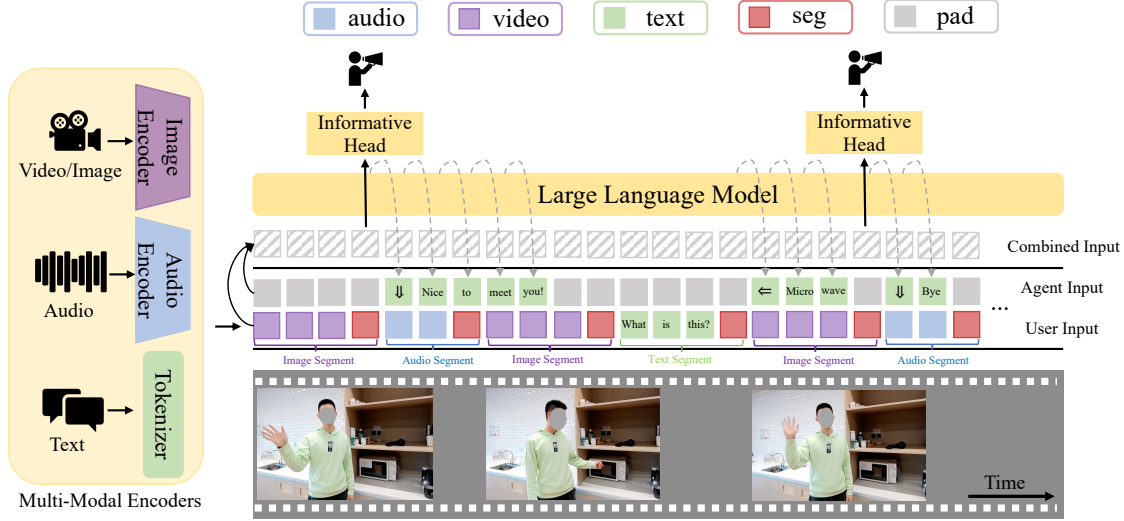 audio
video
text
seg
pad
Image
Encoder
Video/Image
Audio
Encoder
Audio
Tokenizer
Text
Multi-Modal Encoders
Informative
Head
Informative
Head
Large Language Model
Combined Input
⇓ Nice to meet you! ⇐ Micro wave ⇓ Bye
Agent Input
...
What is this?
User Input
Image Segment
Audio Segment
Image Segment
Text Segment
Image Segment
Audio Segment
Time